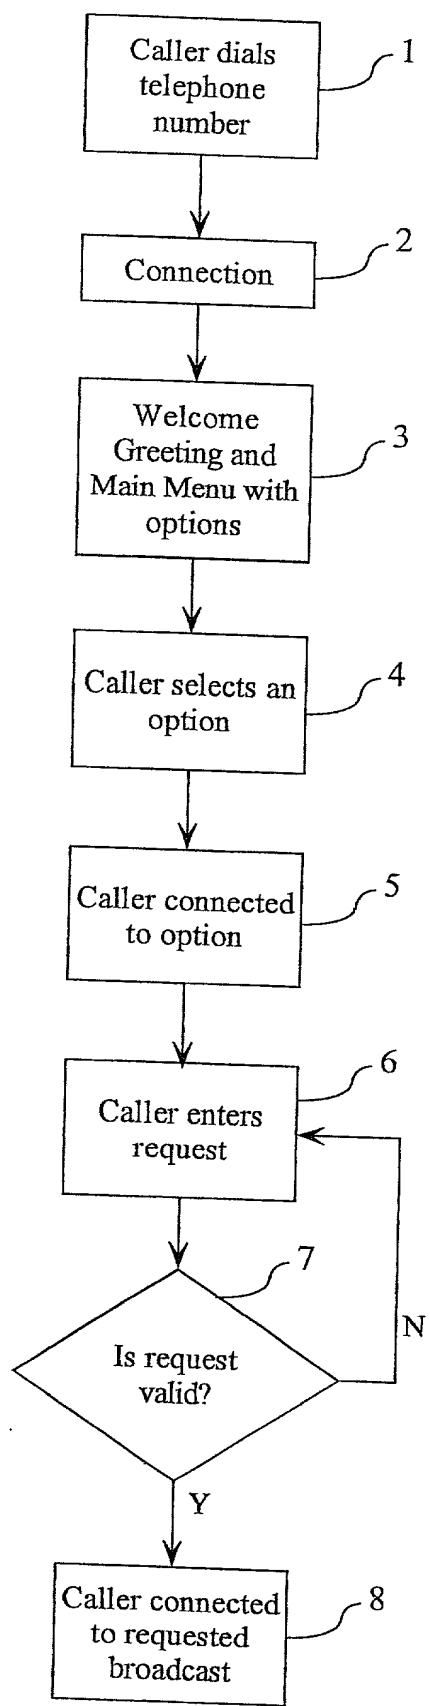 Caller dials
telephone
number
1
Connection
2
Welcome
Greeting and
Main Menu with
options
3
Caller selects an
option
4
Caller connected
to option
5
Caller enters
request
6
Is request
valid?
7
N
Y
Caller connected
to requested
broadcast
8